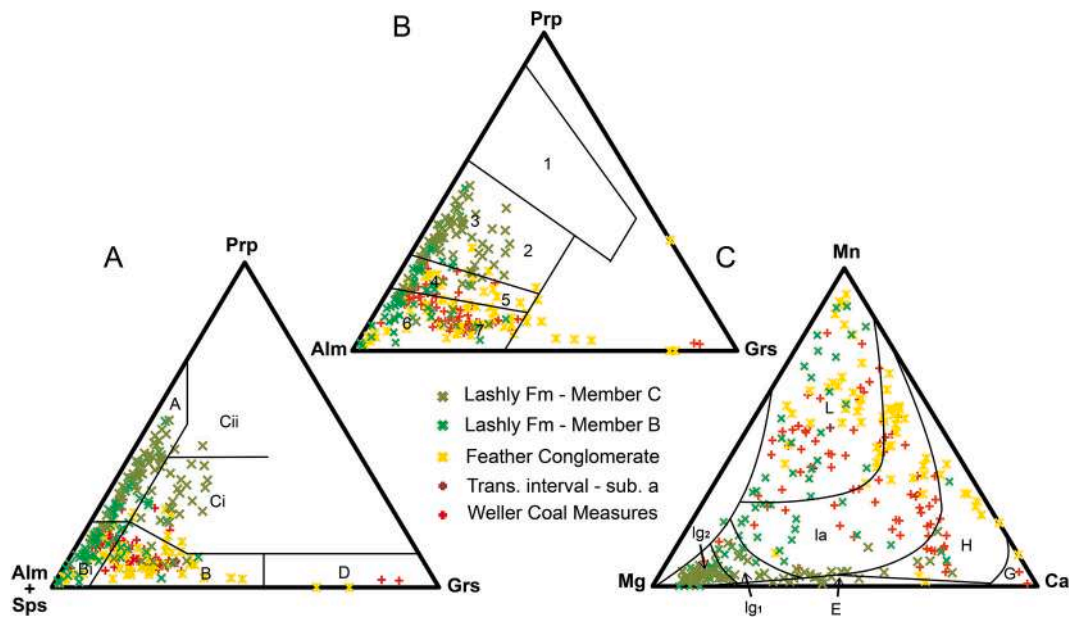 B
Prp
1
3
2
4
5
6
7
Alm
Grs
A
Prp
A
Cii
Ci
Bi
B
D
Alm
+
Sps
Grs
Lashly Fm - Member C
Lashly Fm - Member B
Feather Conglomerate
Trans. interval - sub. a
Weller Coal Measures
C
Mn
L
Ia
Ig₂
H
G
Mg
Ca
Ig₁
E